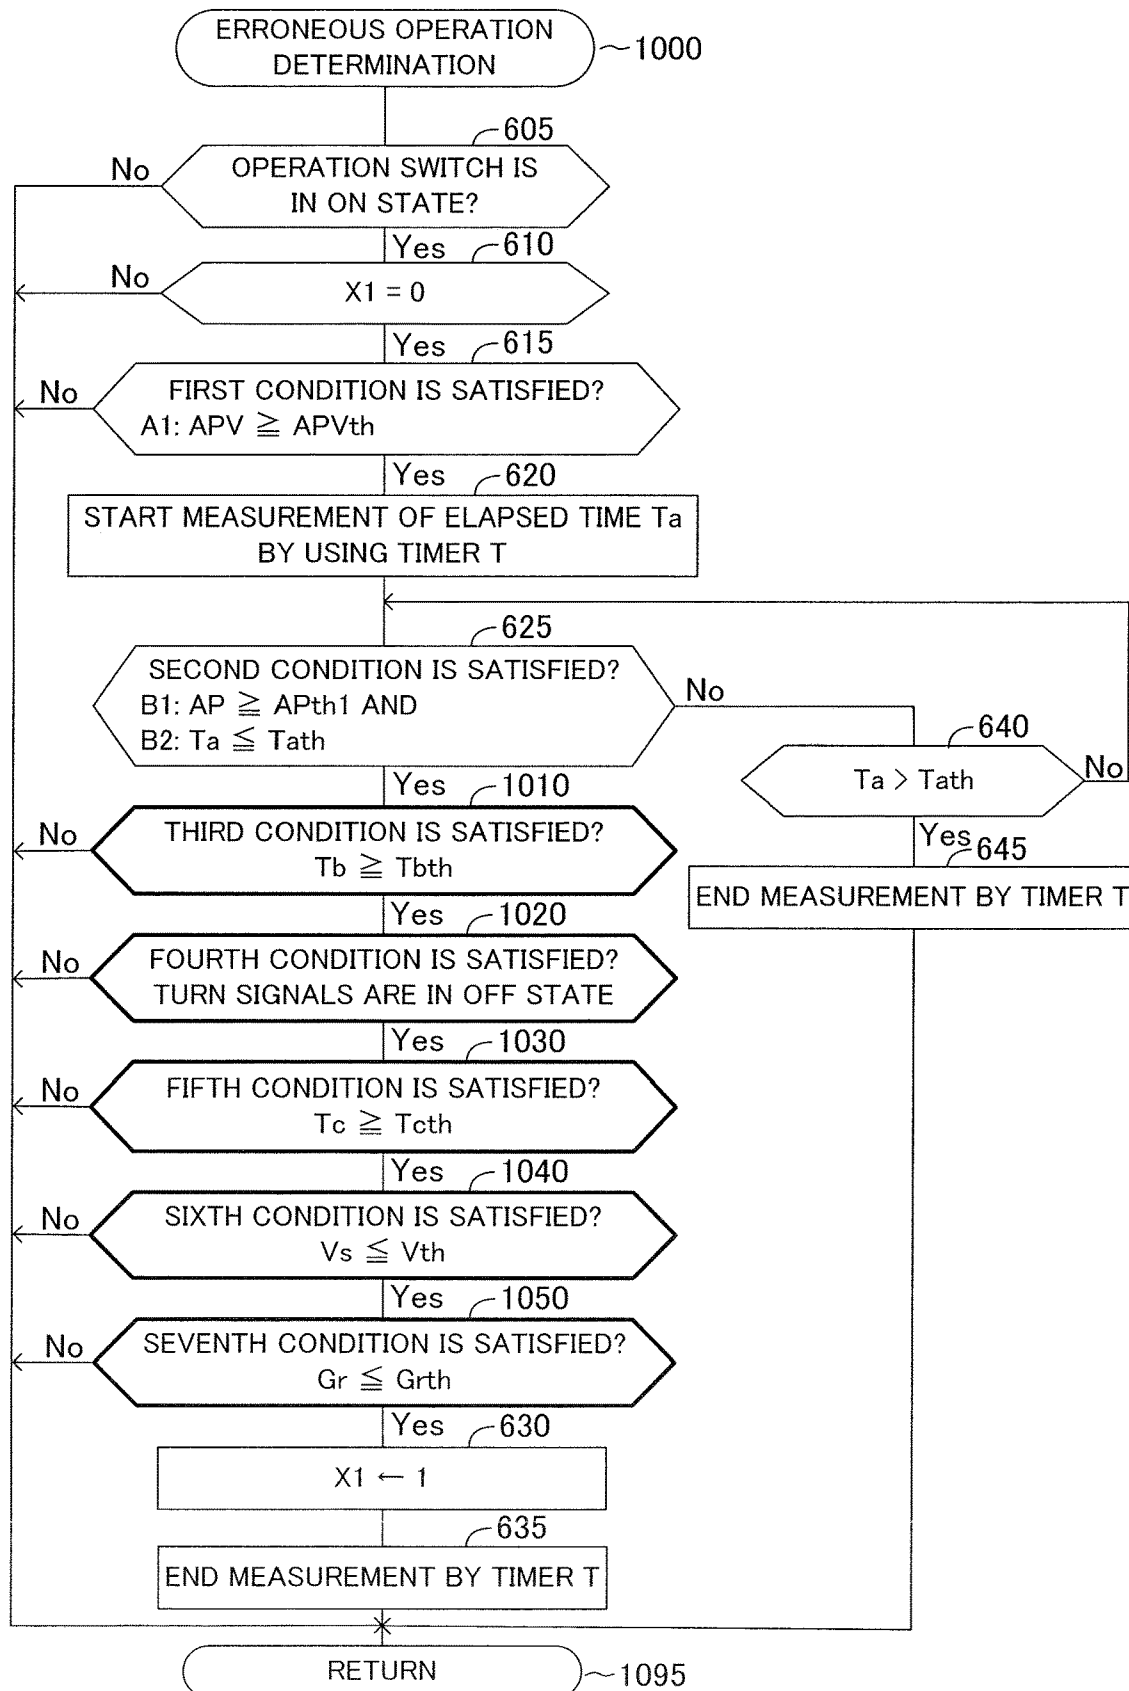 ERRONEOUS OPERATION
DETERMINATION
1000
605
No
OPERATION SWITCH IS
IN ON STATE?
Yes
610
No
X1 = 0
Yes
615
No
FIRST CONDITION IS SATISFIED?
A1: APV ≧ APVth
Yes
620
START MEASUREMENT OF ELAPSED TIME Ta
BY USING TIMER T
625
SECOND CONDITION IS SATISFIED?
B1: AP ≧ APth1 AND
B2: Ta ≦ Tath
No
640
Ta > Tath
No
Yes
645
END MEASUREMENT BY TIMER T
Yes
1010
No
THIRD CONDITION IS SATISFIED?
Tb ≧ Tbth
Yes
1020
No
FOURTH CONDITION IS SATISFIED?
TURN SIGNALS ARE IN OFF STATE
Yes
1030
No
FIFTH CONDITION IS SATISFIED?
Tc ≧ Tcth
Yes
1040
No
SIXTH CONDITION IS SATISFIED?
Vs ≦ Vth
Yes
1050
No
SEVENTH CONDITION IS SATISFIED?
Gr ≦ Grth
Yes
630
X1 ← 1
635
END MEASUREMENT BY TIMER T
RETURN
1095